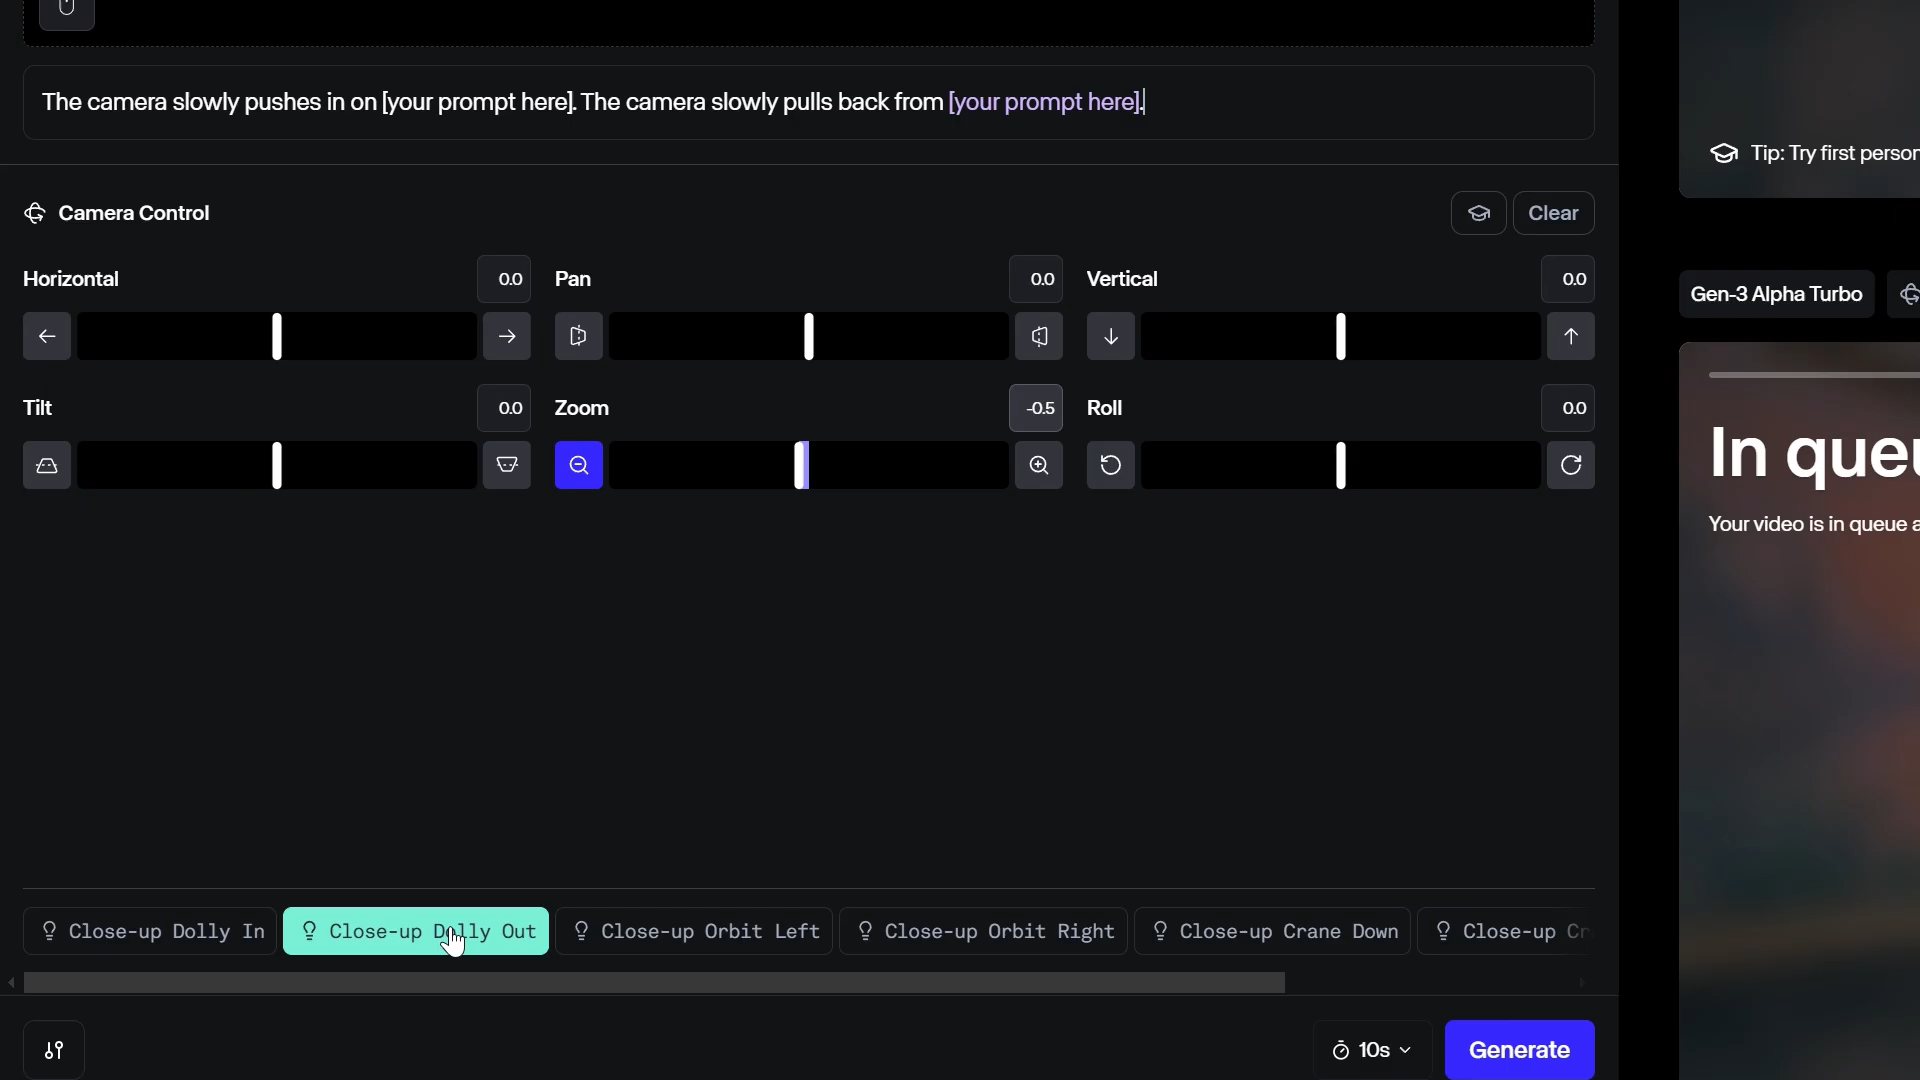 The camera slowly pushes in on [your prompt here]. The camera slowly pulls back from [your prompt here].
Tip: Try first person
Camera Control
Clear
Horizontal 0.0 Pan 0.0 Vertical 0.0
Gen-3 Alpha Turbo
Tilt 0.0 Zoom -0.5 Roll 0.0
In queu
Your video is in queue a
Close-up Dolly In
Close-up Dolly Out
Close-up Orbit Left
Close-up Orbit Right
Close-up Crane Down
Close-up Cr
10s
Generate